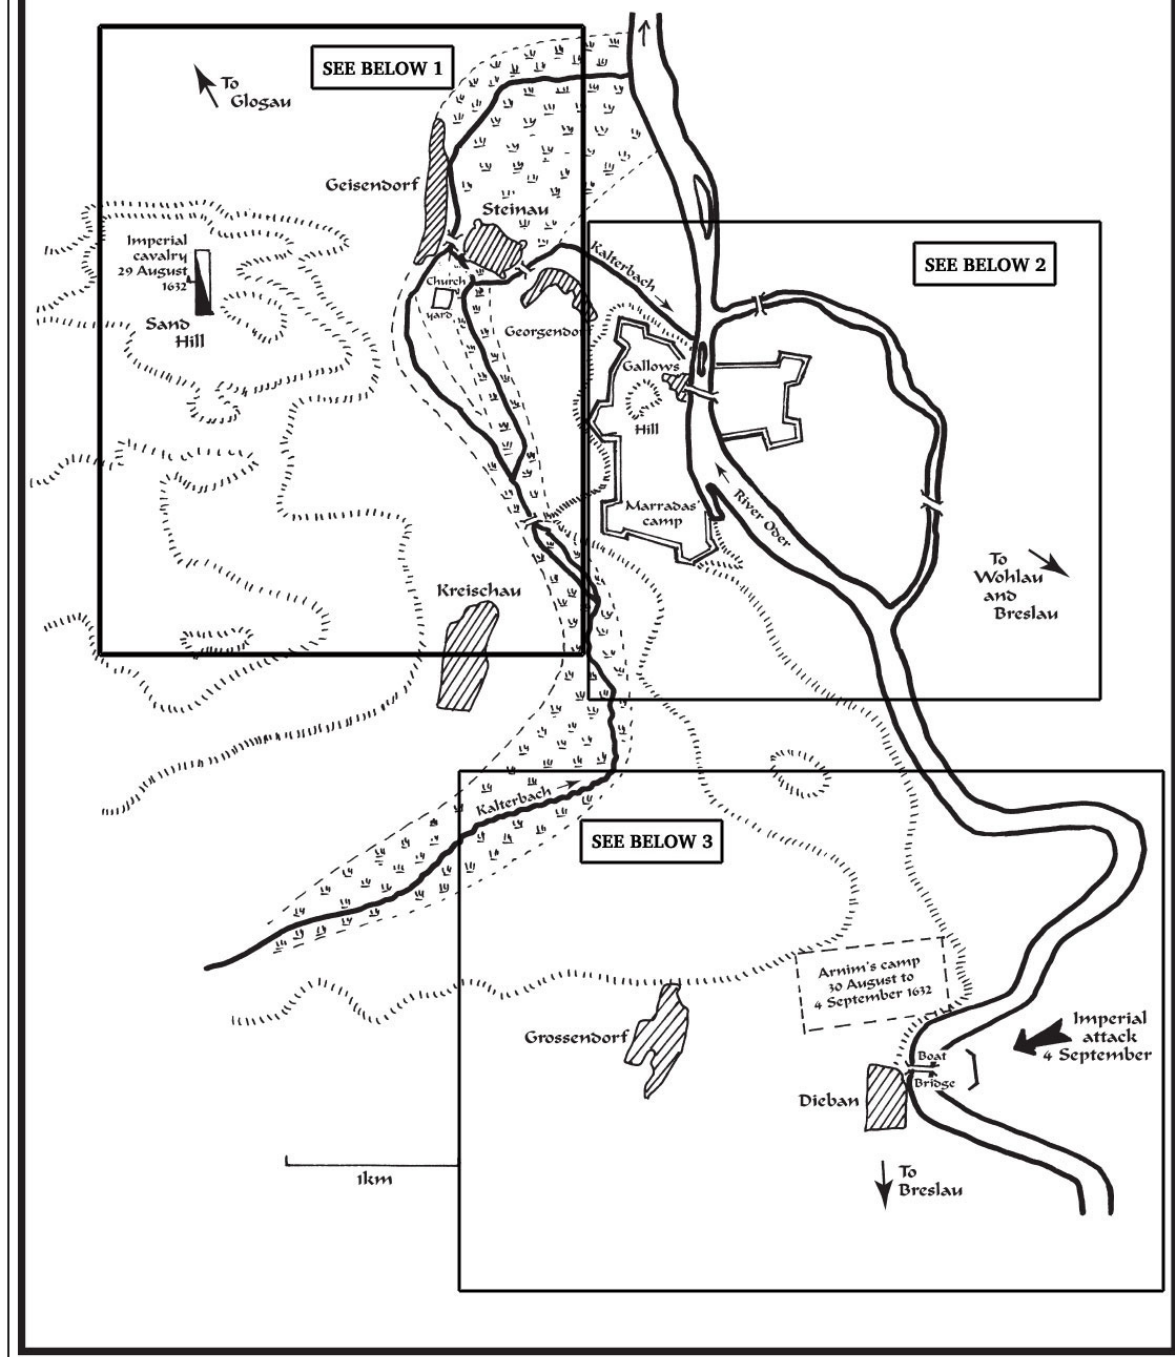 SEE BELOW 1
To
Glogau
Geisendorf
Steinau
Imperial
cavalry
29 August
1632
Sand
Hill
Church
yard
Kalterbach
SEE BELOW 2
Georgendorf
Gallows
Hill
Marradas'
camp
River Oder
To
Wohlau
and
Breslau
Kreischau
Kalterbach
SEE BELOW 3
Arnim's camp
30 August to
4 September 1632
Grossendorf
Imperial
attack
4 September
Boat
Bridge
Dieban
1km
To
Breslau